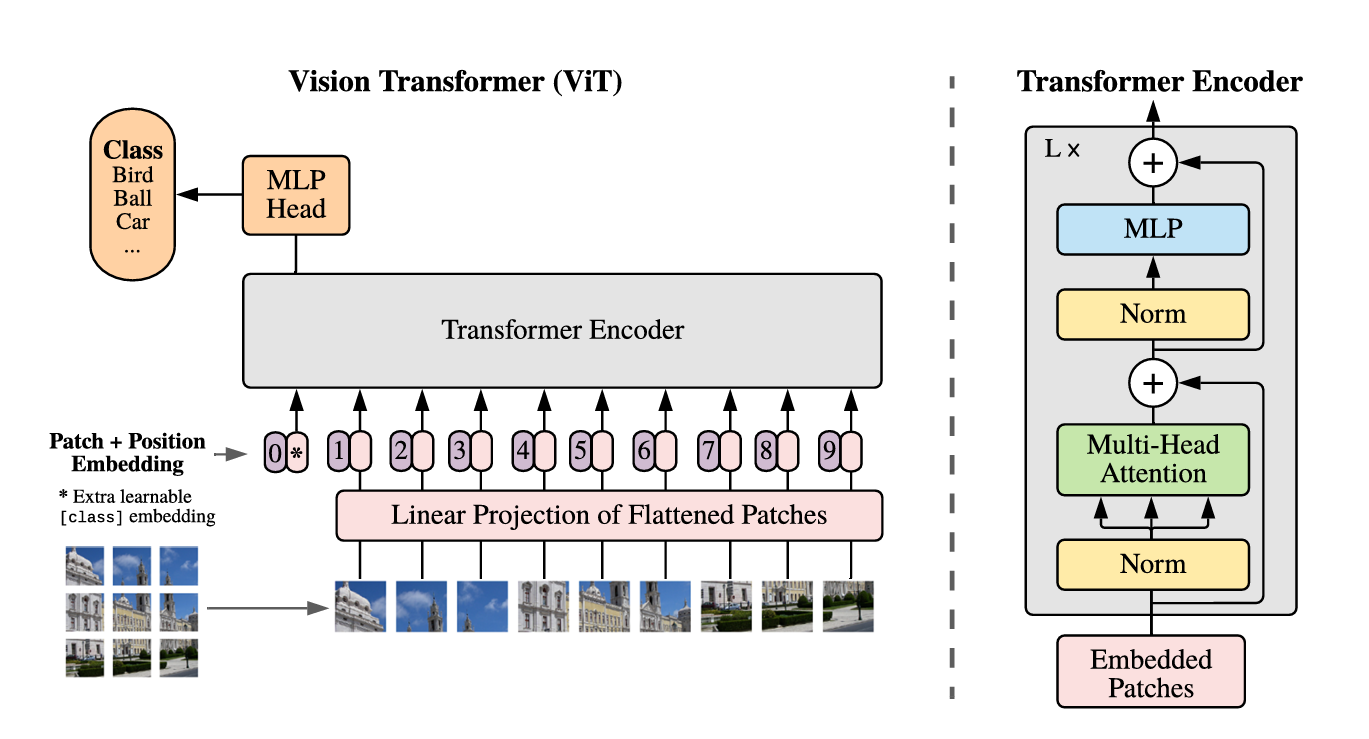 Vision Transformer (ViT)
Class
Bird
Ball
Car
...
MLP
Head
Transformer Encoder
Patch + Position
Embedding
0 * 1 2 3 4 5 6 7 8 9
* Extra learnable
[class] embedding
Linear Projection of Flattened Patches
Transformer Encoder
L ×
+
MLP
Norm
+
Multi-Head
Attention
Norm
Embedded
Patches